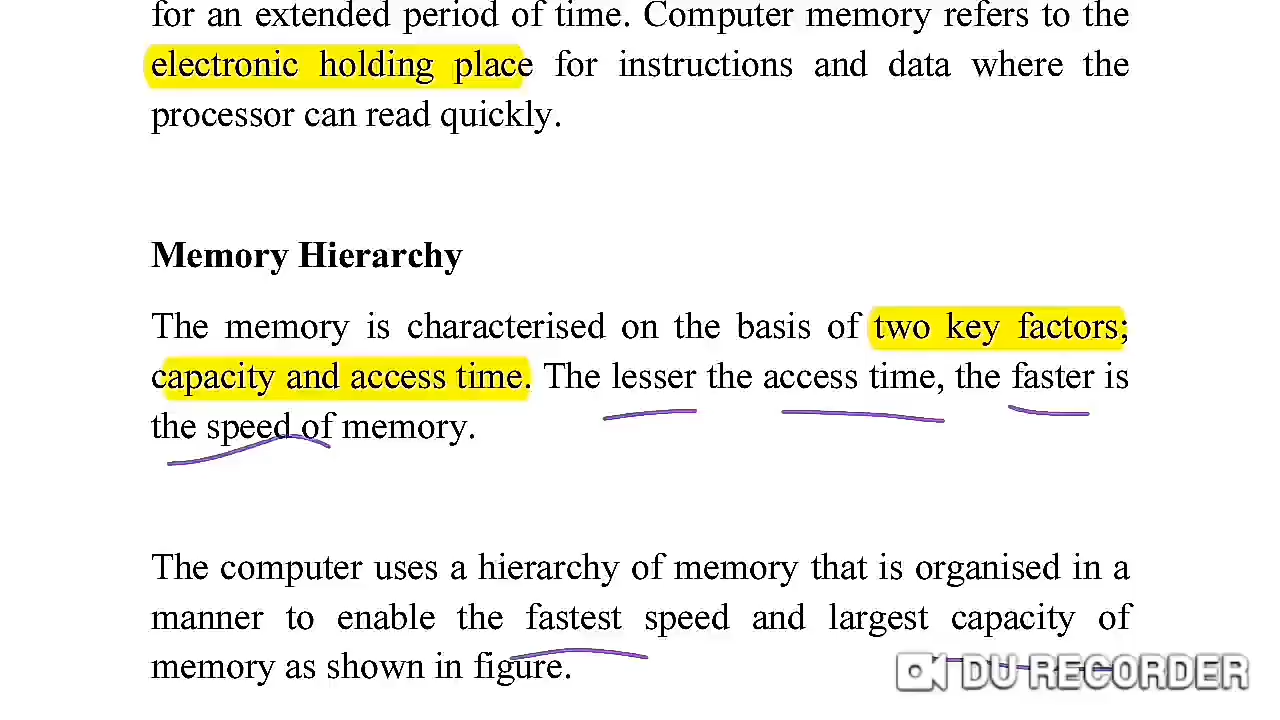 for an extended period of time. Computer memory refers to the
electronic holding place for instructions and data where the
processor can read quickly.
Memory Hierarchy
The memory is characterised on the basis of two key factors;
capacity and access time. The lesser the access time, the faster is
the speed of memory.
The computer uses a hierarchy of memory that is organised in a
manner to enable the fastest speed and largest capacity of
memory as shown in figure.
DU RECORDER